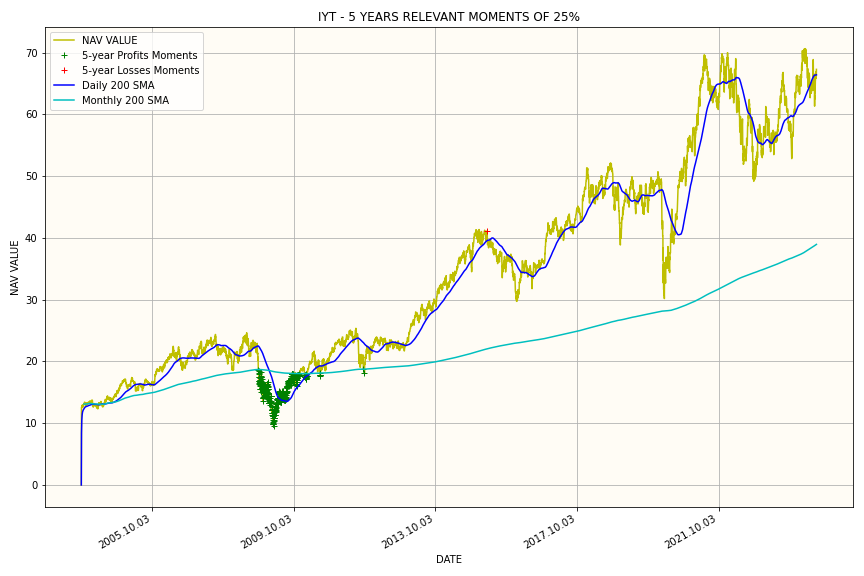 IYT - 5 YEARS RELEVANT MOMENTS OF 25%
NAV VALUE
5-year Profits Moments
5-year Losses Moments
Daily 200 SMA
Monthly 200 SMA
70
60
50
40
30
20
10
0
NAV VALUE
2005.10.03
2009.10.03
2013.10.03
2017.10.03
2021.10.03
DATE